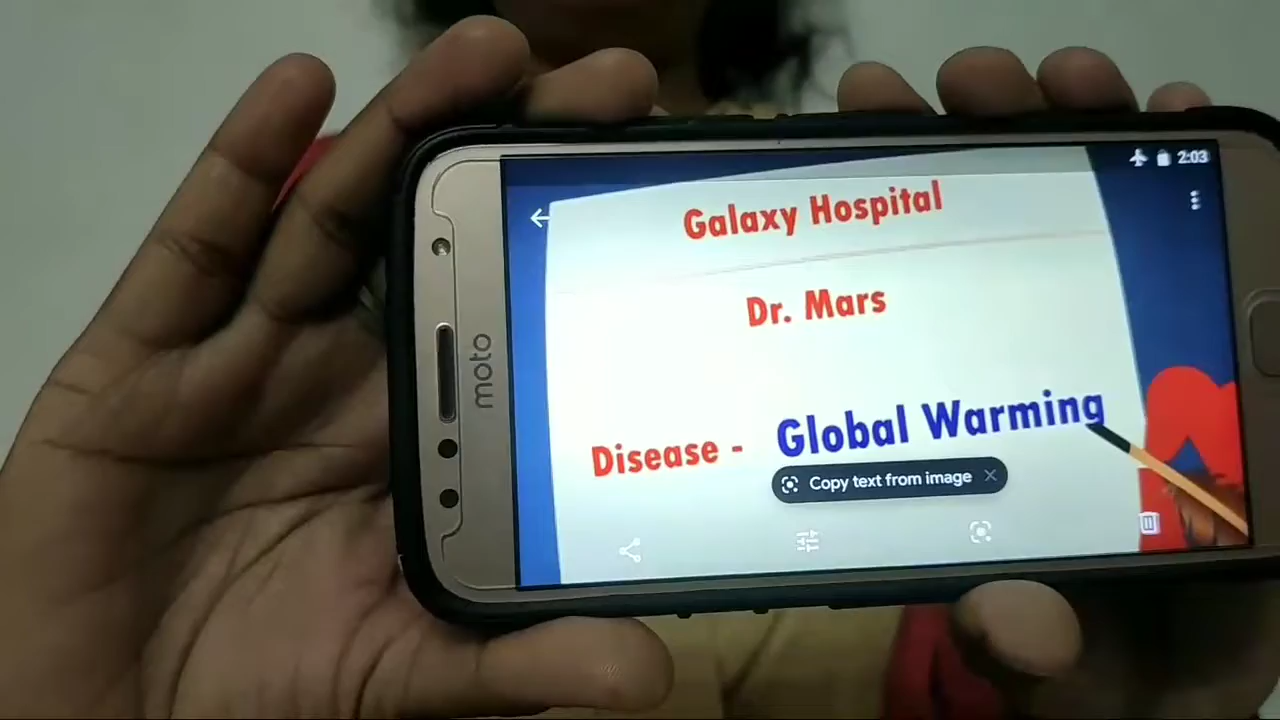 2:03
Galaxy Hospital
Dr. Mars
Disease - Global Warming
Copy text from image
moto